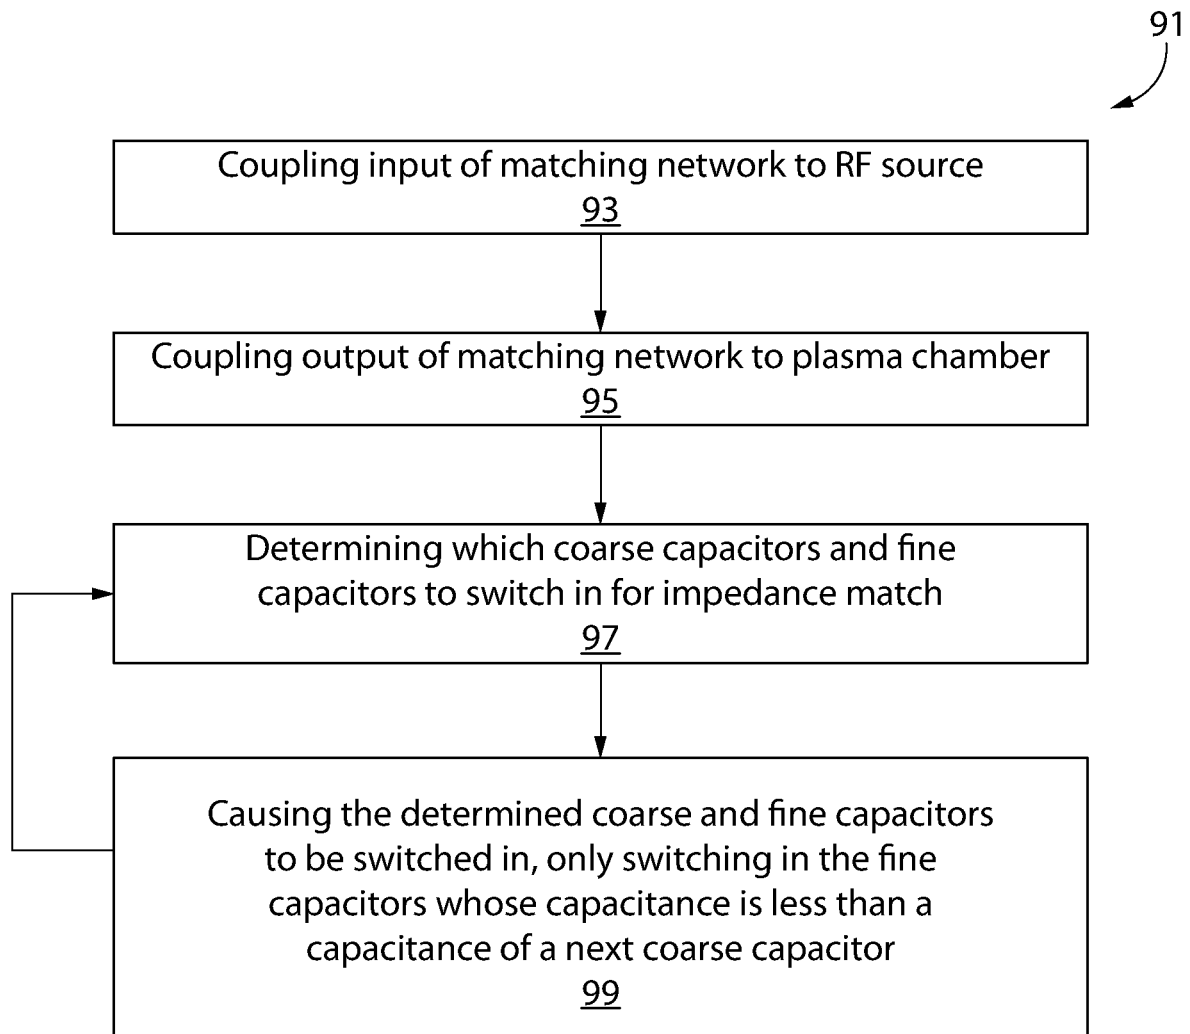 91
Coupling input of matching network to RF source
93
Coupling output of matching network to plasma chamber
95
Determining which coarse capacitors and fine
capacitors to switch in for impedance match
97
Causing the determined coarse and fine capacitors
to be switched in, only switching in the fine
capacitors whose capacitance is less than a
capacitance of a next coarse capacitor
99